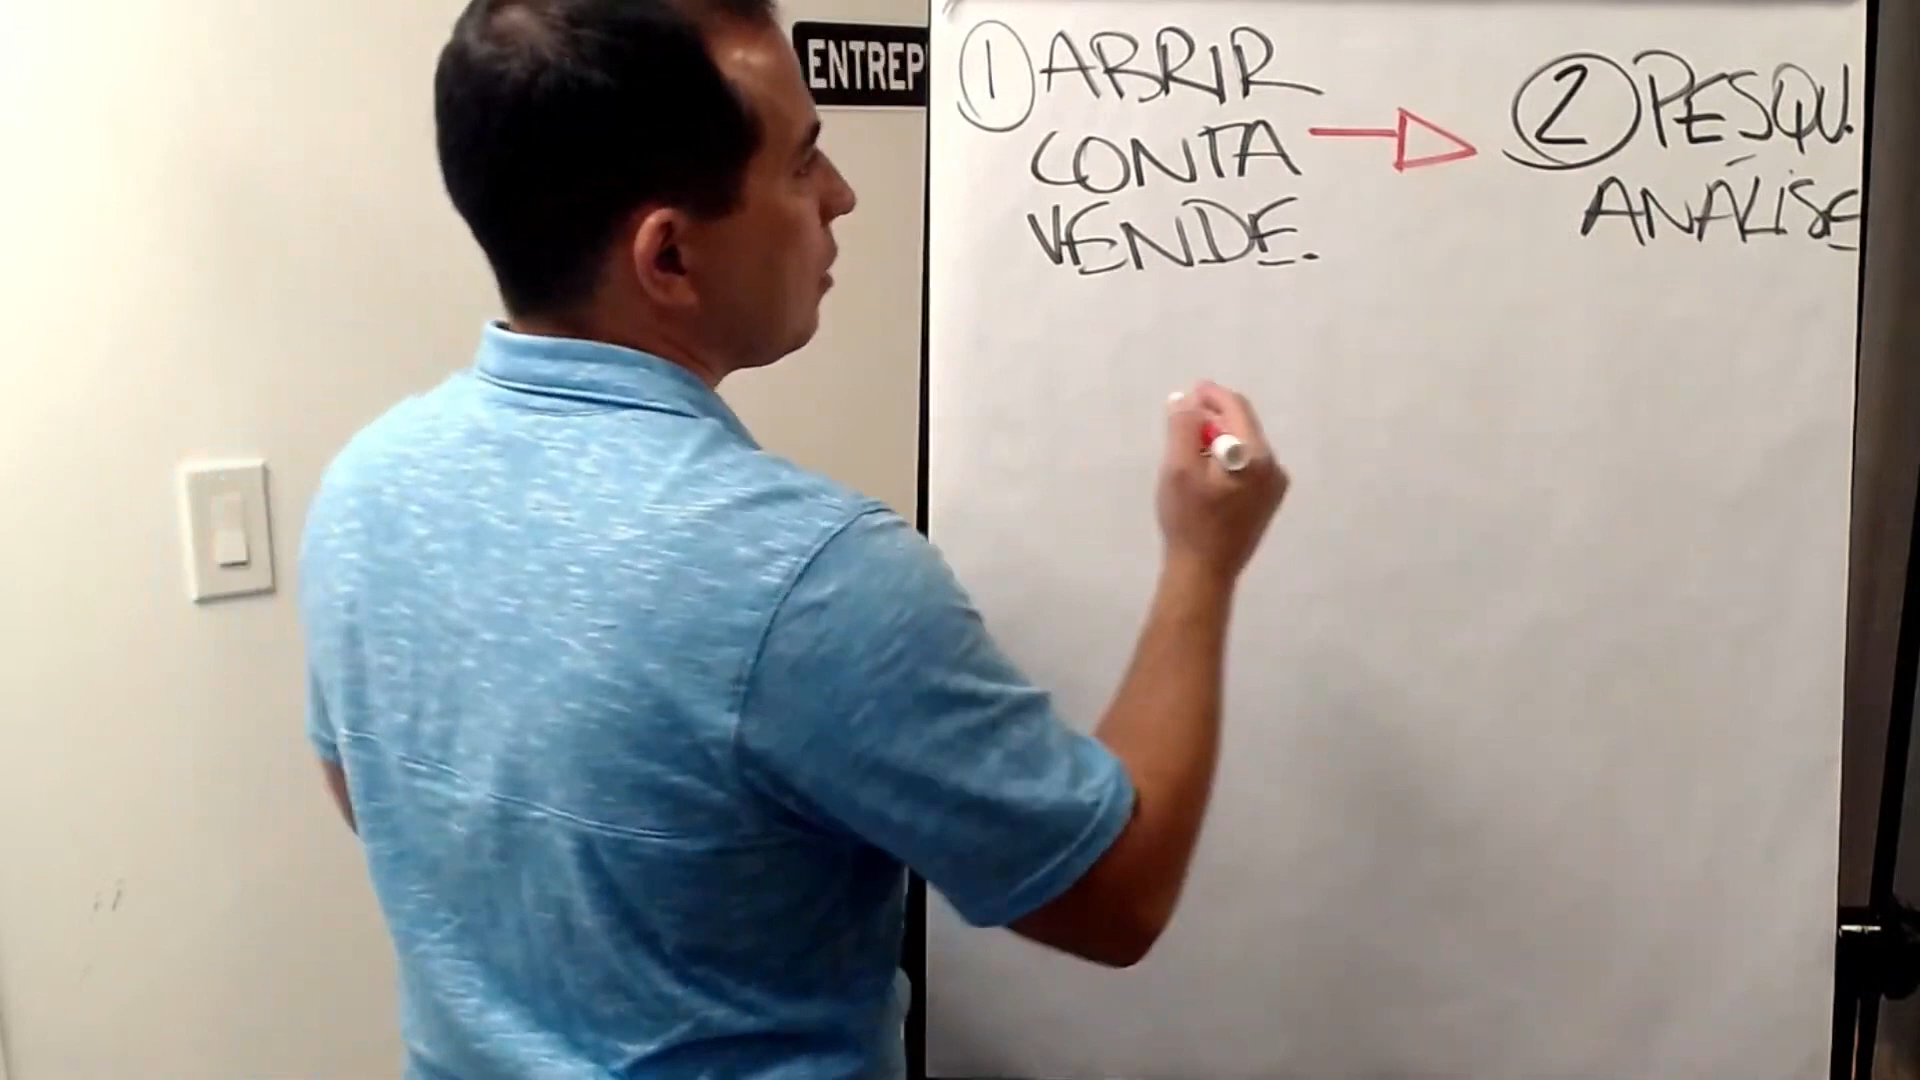 ENTREP
① ABRIR
CONTA
VENDE.
② PESQU.
ANÁLISE